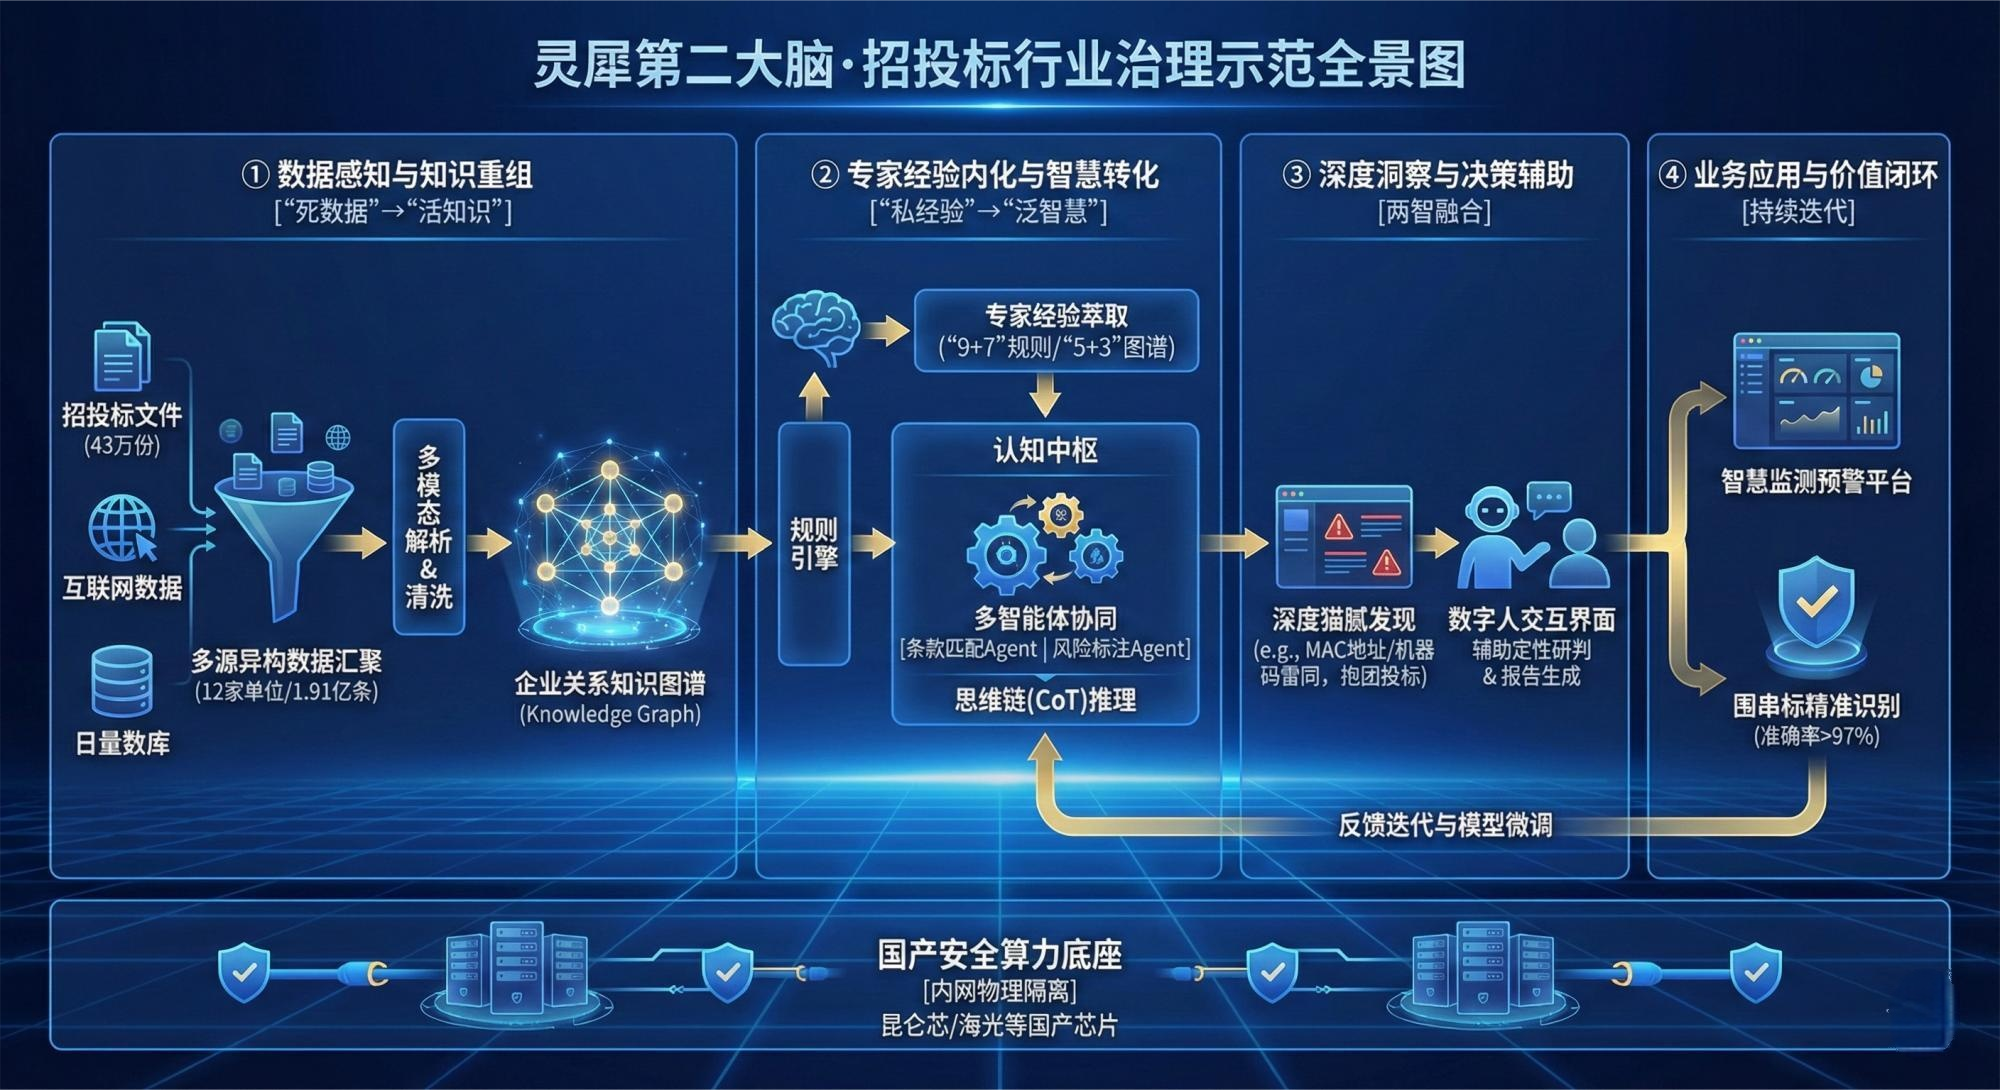 灵犀第二大脑·招投标行业治理示范全景图
① 数据感知与知识重组
[“死数据”→“活知识”]
招投标文件
(43万份)
互联网数据
日量数库
多源异构数据汇聚
(12家单位/1.91亿条)
多
模
态
解析
&
清洗
企业关系知识图谱
(Knowledge Graph)
② 专家经验内化与智慧转化
[“私经验”→“泛智慧”]
专家经验萃取
(“9+7”规则/“5+3”图谱)
规则
引擎
认知中枢
多智能体协同
[条款匹配Agent | 风险标注Agent]
思维链(CoT)推理
③ 深度洞察与决策辅助
[两智融合]
深度猫腻发现
(e.g., MAC地址/机器
码雷同，抱团投标)
数字人交互界面
辅助定性研判
& 报告生成
④ 业务应用与价值闭环
[持续迭代]
智慧监测预警平台
围串标精准识别
(准确率>97%)
反馈迭代与模型微调
国产安全算力底座
[内网物理隔离]
昆仑芯/海光等国产芯片